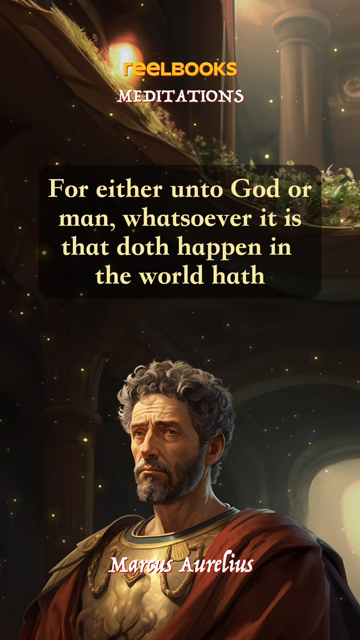 reelbooks
MEDITATIONS
For either unto God or
man, whatsoever it is
that doth happen in
the world hath
Marcus Aurelius